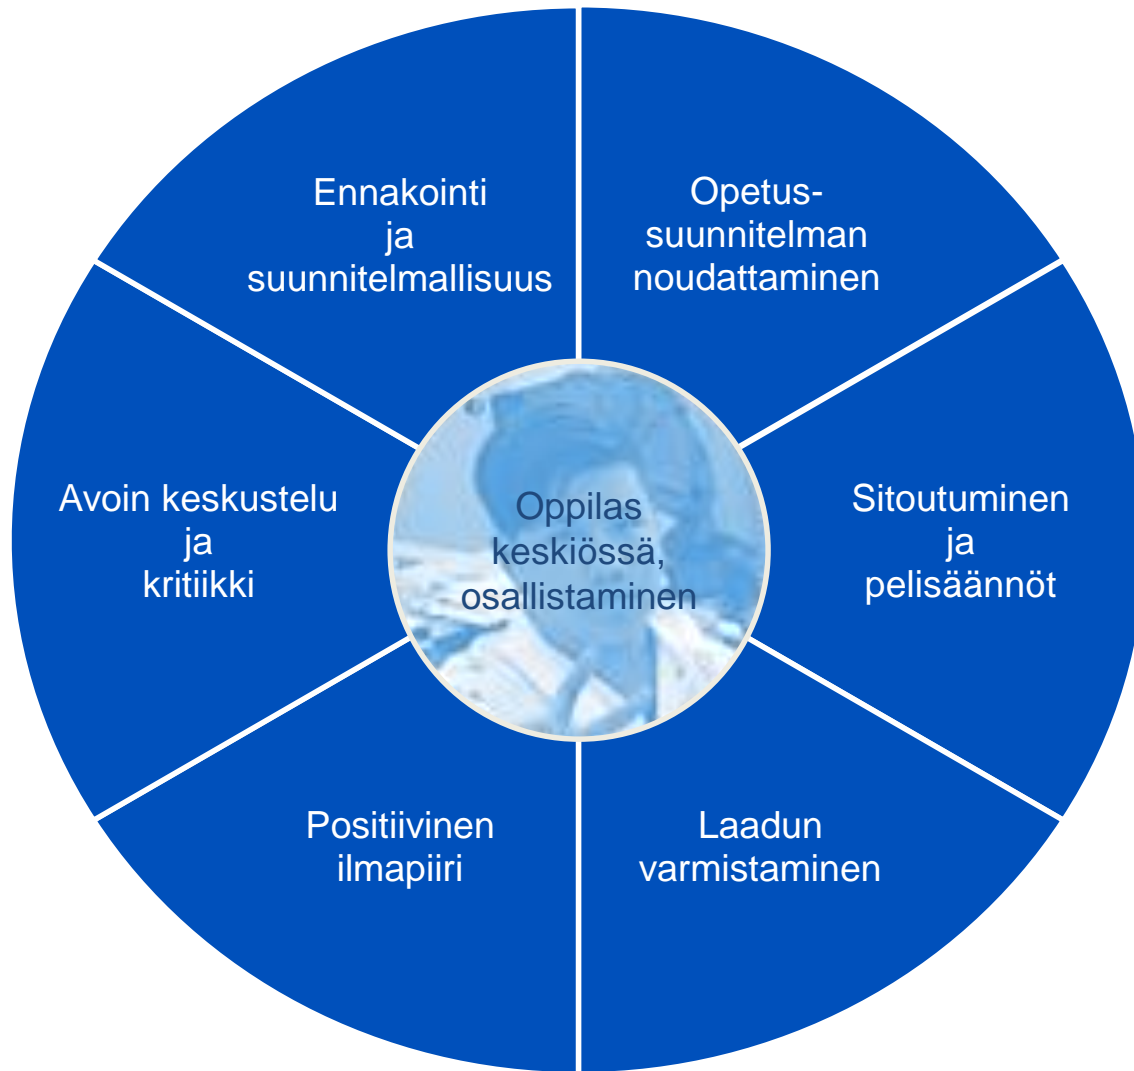 Ennakointi
ja
suunnitelmallisuus
Opetus-
suunnitelman
noudattaminen
Avoin keskustelu
ja
kritiikki
Oppilas
keskiössä,
osallistaminen
Sitoutuminen
ja
pelisäännöt
Positiivinen
ilmapiiri
Laadun
varmistaminen